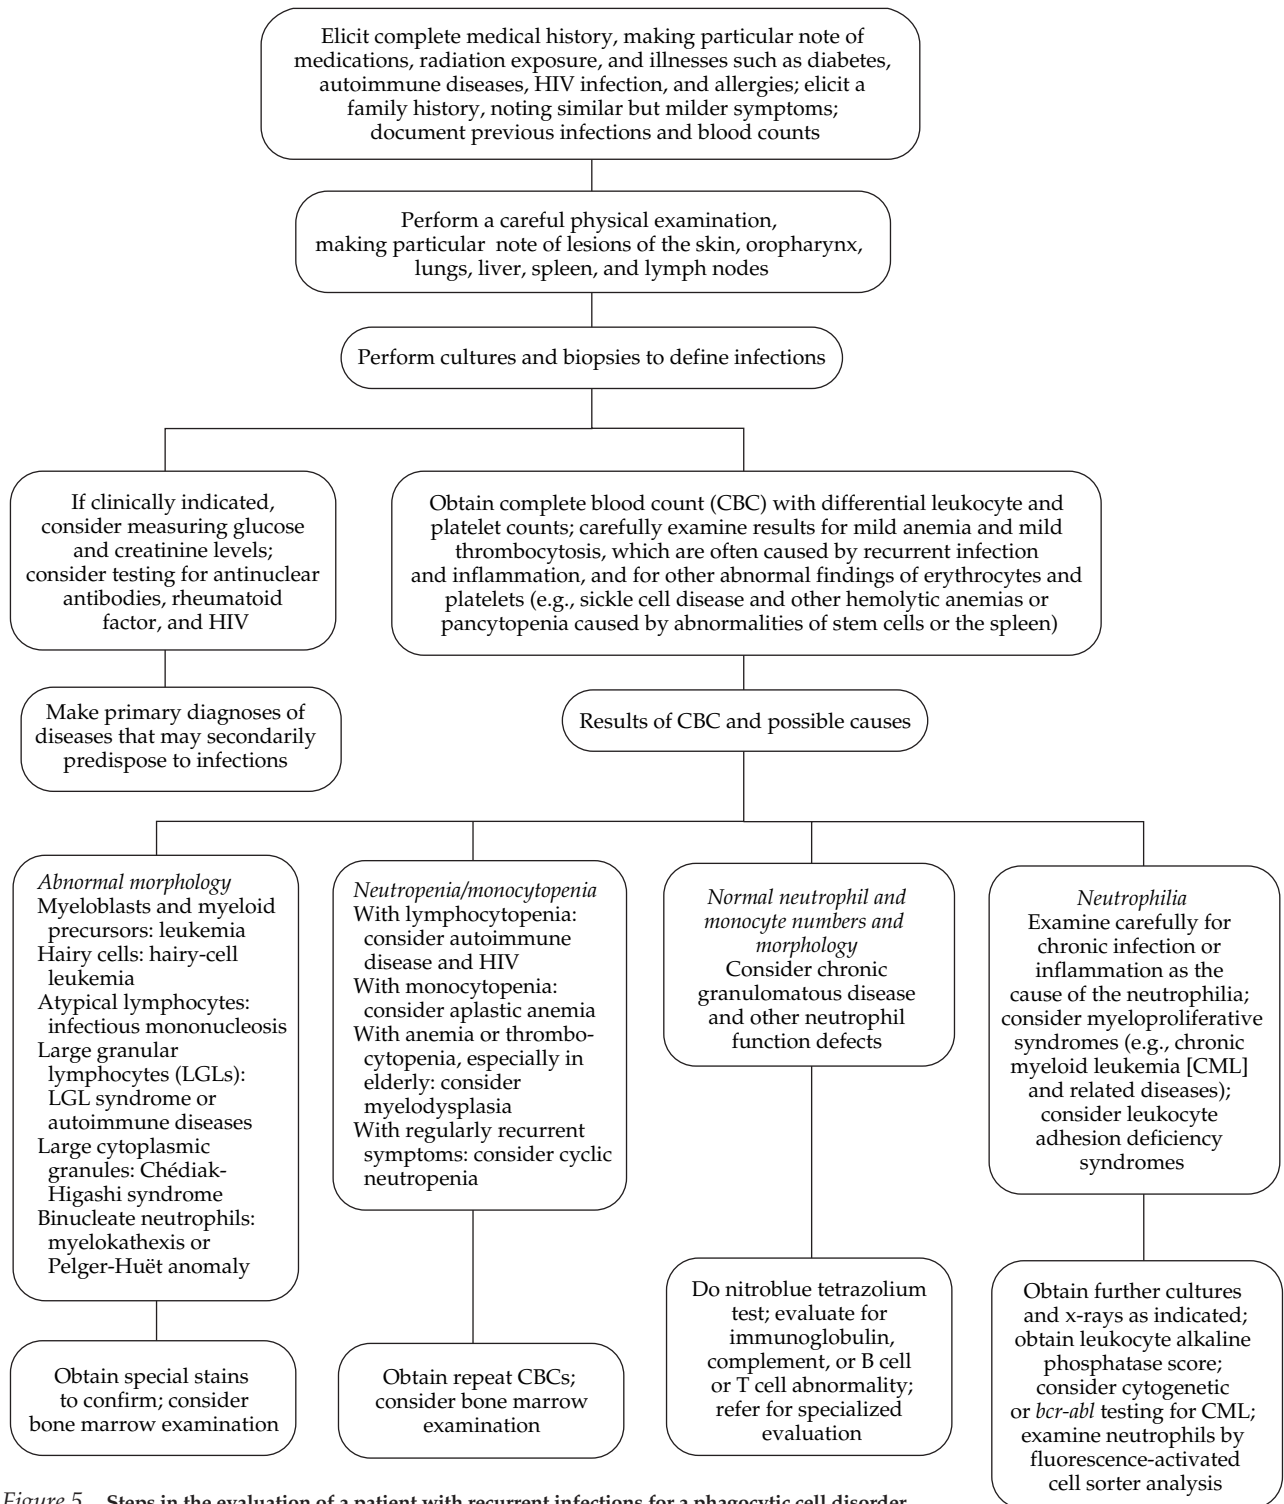 Elicit complete medical history, making particular note of
medications, radiation exposure, and illnesses such as diabetes,
autoimmune diseases, HIV infection, and allergies; elicit a
family history, noting similar but milder symptoms;
document previous infections and blood counts
Perform a careful physical examination,
making particular note of lesions of the skin, oropharynx,
lungs, liver, spleen, and lymph nodes
Perform cultures and biopsies to define infections
If clinically indicated,
consider measuring glucose
and creatinine levels;
consider testing for antinuclear
antibodies, rheumatoid
factor, and HIV
Make primary diagnoses of
diseases that may secondarily
predispose to infections
Obtain complete blood count (CBC) with differential leukocyte and
platelet counts; carefully examine results for mild anemia and mild
thrombocytosis, which are often caused by recurrent infection
and inflammation, and for other abnormal findings of erythrocytes and
platelets (e.g., sickle cell disease and other hemolytic anemias or
pancytopenia caused by abnormalities of stem cells or the spleen)
Results of CBC and possible causes
Abnormal morphology
Myeloblasts and myeloid
precursors: leukemia
Hairy cells: hairy-cell
leukemia
Atypical lymphocytes:
infectious mononucleosis
Large granular
lymphocytes (LGLs):
LGL syndrome or
autoimmune diseases
Large cytoplasmic
granules: Chédiak-
Higashi syndrome
Binucleate neutrophils:
myelokathexis or
Pelger-Huët anomaly
Obtain special stains
to confirm; consider
bone marrow examination
Neutropenia/monocytopenia
With lymphocytopenia:
consider autoimmune
disease and HIV
With monocytopenia:
consider aplastic anemia
With anemia or thrombo-
cytopenia, especially in
elderly: consider
myelodysplasia
With regularly recurrent
symptoms: consider cyclic
neutropenia
Obtain repeat CBCs;
consider bone marrow
examination
Normal neutrophil and
monocyte numbers and
morphology
Consider chronic
granulomatous disease
and other neutrophil
function defects
Do nitroblue tetrazolium
test; evaluate for
immunoglobulin,
complement, or B cell
or T cell abnormality;
refer for specialized
evaluation
Neutrophilia
Examine carefully for
chronic infection or
inflammation as the
cause of the neutrophilia;
consider myeloproliferative
syndromes (e.g., chronic
myeloid leukemia [CML]
and related diseases);
consider leukocyte
adhesion deficiency
syndromes
Obtain further cultures
and x-rays as indicated;
obtain leukocyte alkaline
phosphatase score;
consider cytogenetic
or bcr-abl testing for CML;
examine neutrophils by
fluorescence-activated
cell sorter analysis
Figure 5 Steps in the evaluation of a patient with recurrent infections for a phagocytic cell disorder